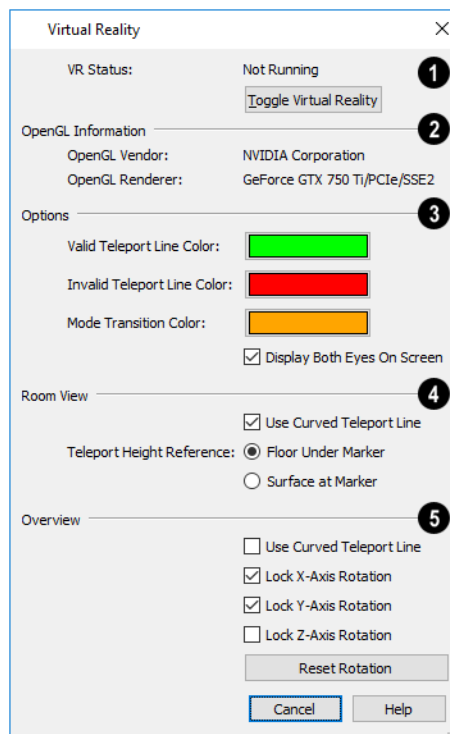 Virtual Reality
VR Status: Not Running 1
Toggle Virtual Reality
OpenGL Information 2
OpenGL Vendor: NVIDIA Corporation
OpenGL Renderer: GeForce GTX 750 Ti/PCIe/SSE2
Options 3
Valid Teleport Line Color:
Invalid Teleport Line Color:
Mode Transition Color:
Display Both Eyes On Screen
Room View 4
Use Curved Teleport Line
Teleport Height Reference: Floor Under Marker
Surface at Marker
Overview 5
Use Curved Teleport Line
Lock X-Axis Rotation
Lock Y-Axis Rotation
Lock Z-Axis Rotation
Reset Rotation
Cancel Help